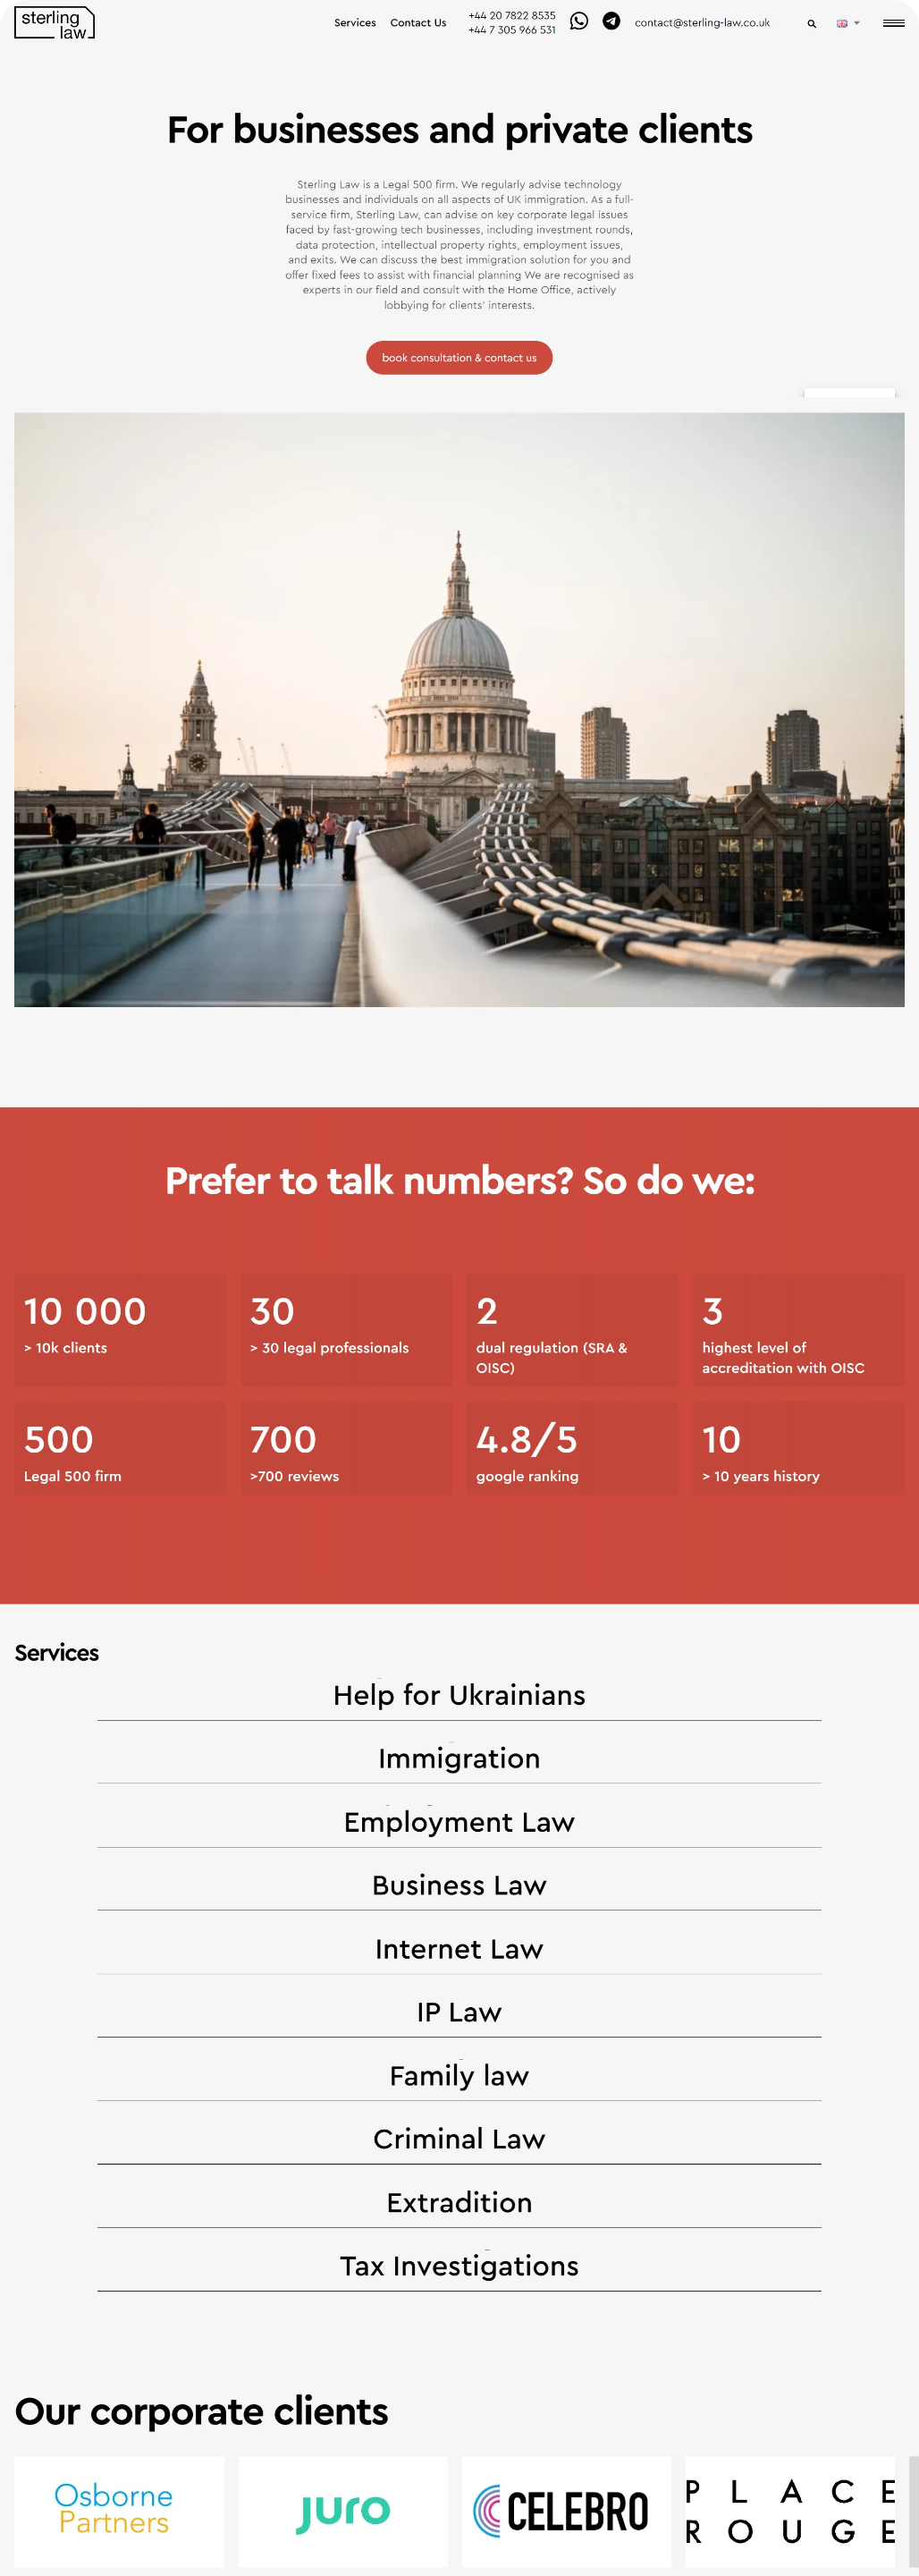 sterling
law
Services
Contact Us
+44 20 7822 8535
+44 7 305 966 531
contact@sterling-law.co.uk
For businesses and private clients
Sterling Law is a Legal 500 firm. We regularly advise technology
businesses and individuals on all aspects of UK immigration. As a full-
service firm, Sterling Law, can advise on key corporate legal issues
faced by fast-growing tech businesses, including investment rounds,
data protection, intellectual property rights, employment issues,
and exits. We can discuss the best immigration solution for you and
offer fixed fees to assist with financial planning We are recognised as
experts in our field and consult with the Home Office, actively
lobbying for clients' interests.
book consultation & contact us
Prefer to talk numbers? So do we:
10 000
> 10k clients
30
> 30 legal professionals
2
dual regulation (SRA &
OISC)
3
highest level of
accreditation with OISC
500
Legal 500 firm
700
>700 reviews
4.8/5
google ranking
10
> 10 years history
Services
Help for Ukrainians
Immigration
Employment Law
Business Law
Internet Law
IP Law
Family law
Criminal Law
Extradition
Tax Investigations
Our corporate clients
Osborne
Partners
Juro
CELEBRO
PLACE
ROUGE